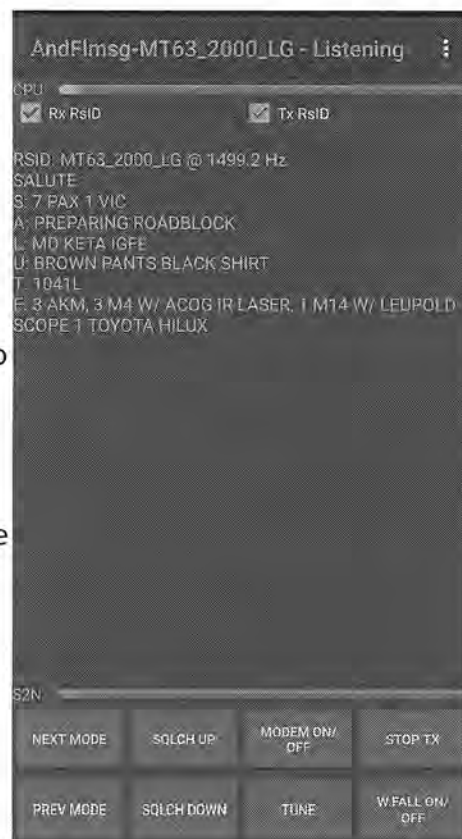 AndFlmsg-MT63_2000_LG - Listening
CPU
Rx RsID
Tx RsID
RSID: MT63_2000_LG @ 1499.2 Hz
SALUTE
S: 7 PAX 1 VIC
A: PREPARING ROADBLOCK
L: MD KETA IGFE
U: BROWN PANTS BLACK SHIRT
T: 1041L
E: 3 AKM, 3 M4 W/ ACOG IR LASER, 1 M14 W/ LEUPOLD
SCOPE 1 TOYOTA HILUX
S2N
NEXT MODE
SQLCH UP
MODEM ON/
OFF
STOP TX
PREV MODE
SQLCH DOWN
TUNE
W.FALL ON/
OFF